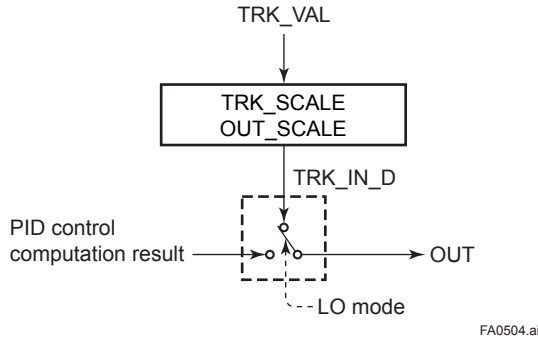 TRK_VAL
TRK_SCALE
OUT_SCALE
TRK_IN_D
PID control
computation result
OUT
LO mode
FA0504.ai